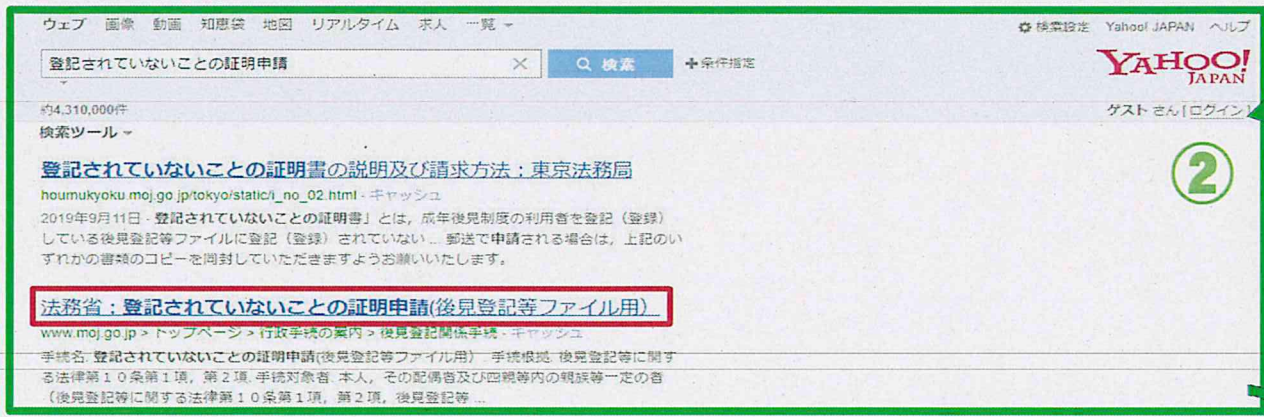 ウェブ 画像 動画 知恵袋 地図 リアルタイム 求人 一覧
検索設定 Yahoo! JAPAN ヘルプ
登記されていないことの証明申請 × 検索 +条件指定
YAHOO! JAPAN
約4,310,000件
ゲスト さん [ログイン]
検索ツール
②
登記されていないことの証明書の説明及び請求方法：東京法務局
houmukyoku.moj.go.jp/tokyo/static/i_no_02.html - キャッシュ
2019年9月11日 - 登記されていないことの証明書」とは，成年後見制度の利用者を登記（登録）
している後見登記等ファイルに登記（登録）されていない ... 郵送で申請される場合は，上記のい
ずれかの書類のコピーを同封していただきますようお願いいたします。
法務省：登記されていないことの証明申請(後見登記等ファイル用）
www.moj.go.jp > トップページ > 行政手続の案内 > 後見登記関係手続 - キャッシュ
手続名. 登記されていないことの証明申請(後見登記等ファイル用）. 手続根拠. 後見登記等に関す
る法律第１０条第１項，第２項. 手続対象者. 本人，その配偶者及び四親等内の親族等一定の者
（後見登記等に関する法律第１０条第１項，第２項，後見登記等 ...